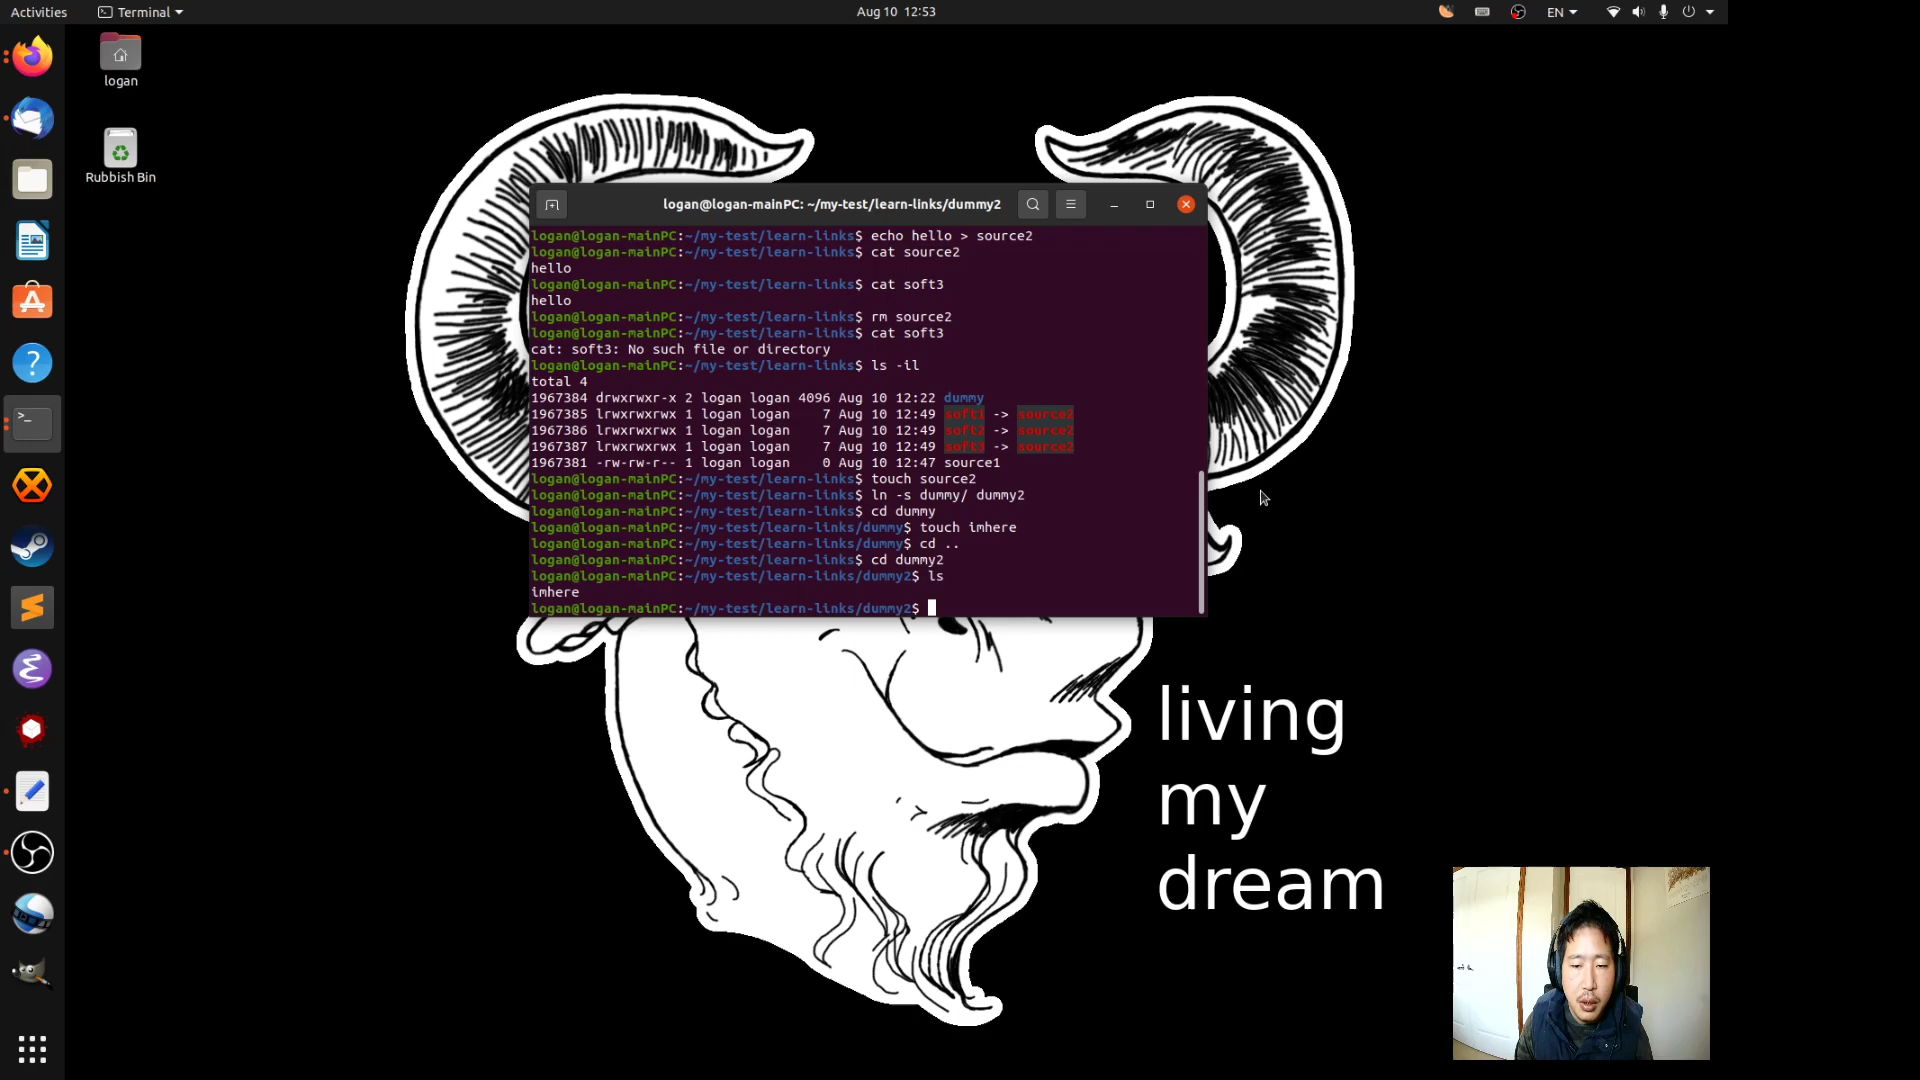 Activities
Terminal
Aug 10 12:53
EN
logan
Rubbish Bin
logan@logan-mainPC: ~/my-test/learn-links/dummy2
logan@logan-mainPC:~/my-test/learn-links$ echo hello > source2
logan@logan-mainPC:~/my-test/learn-links$ cat source2
hello
logan@logan-mainPC:~/my-test/learn-links$ cat soft3
hello
logan@logan-mainPC:~/my-test/learn-links$ rm source2
logan@logan-mainPC:~/my-test/learn-links$ cat soft3
cat: soft3: No such file or directory
logan@logan-mainPC:~/my-test/learn-links$ ls -il
total 4
1967384 drwxrwxr-x 2 logan logan 4096 Aug 10 12:22 dummy
1967385 lrwxrwxrwx 1 logan logan    7 Aug 10 12:49 soft1 -> source2
1967386 lrwxrwxrwx 1 logan logan    7 Aug 10 12:49 soft2 -> source2
1967387 lrwxrwxrwx 1 logan logan    7 Aug 10 12:49 soft3 -> source2
1967381 -rw-rw-r-- 1 logan logan    0 Aug 10 12:47 source1
logan@logan-mainPC:~/my-test/learn-links$ touch source2
logan@logan-mainPC:~/my-test/learn-links$ ln -s dummy/ dummy2
logan@logan-mainPC:~/my-test/learn-links$ cd dummy
logan@logan-mainPC:~/my-test/learn-links/dummy$ touch imhere
logan@logan-mainPC:~/my-test/learn-links/dummy$ cd ..
logan@logan-mainPC:~/my-test/learn-links$ cd dummy2
logan@logan-mainPC:~/my-test/learn-links/dummy2$ ls
imhere
logan@logan-mainPC:~/my-test/learn-links/dummy2$
living
my
dream